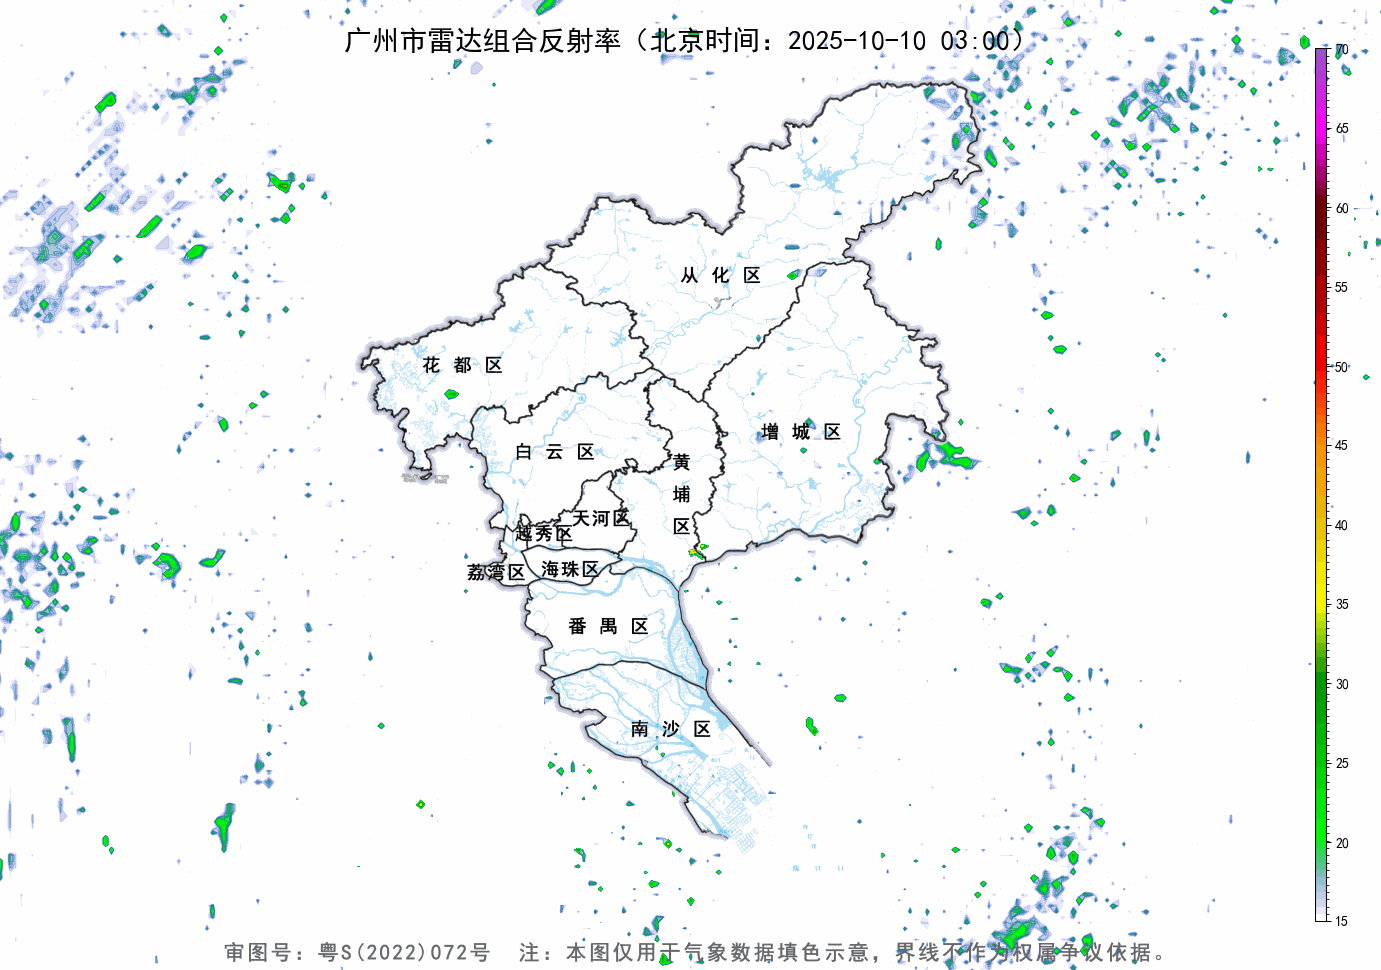 广州市雷达组合反射率（北京时间：2025-10-10 03:00）
70
65
60
55
50
45
40
35
30
25
20
15
从化区
花都区
增城区
白云区
黄埔区
天河区
越秀区
荔湾区
海珠区
番禺区
南沙区
审图号：粤S(2022)072号 注：本图仅用于气象数据填色示意，界线不作为权属争议依据。